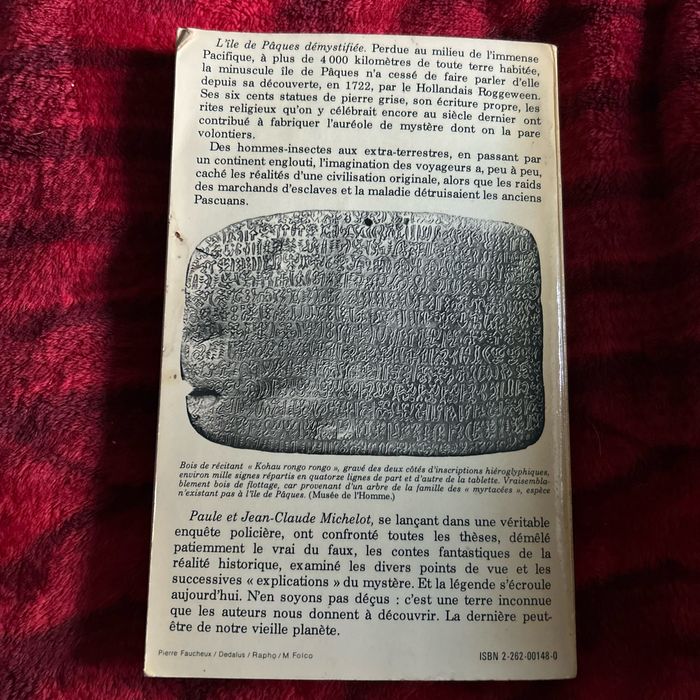 L'île de Pâques démystifiée. Perdue au milieu de l'immense
Pacifique, à plus de 4 000 kilomètres de toute terre habitée,
la minuscule île de Pâques n'a cessé de faire parler d'elle
depuis sa découverte, en 1722, par le Hollandais Roggeween.
Ses six cents statues de pierre grise, son écriture propre, les
rites religieux qu'on y célébrait encore au siècle dernier ont
contribué à fabriquer l'auréole de mystère dont on la pare
volontiers.
Des hommes-insectes aux extra-terrestres, en passant par
un continent englouti, l'imagination des voyageurs a, peu à peu,
caché les réalités d'une civilisation originale, alors que les raids
des marchands d'esclaves et la maladie détruisaient les anciens
Pascuans.
Bois de récitant « Kohau rongo rongo », gravé des deux côtés d'inscriptions hiéroglyphiques,
environ mille signes répartis en quatorze lignes de part et d'autre de la tablette. Vraisembla-
blement bois de flottage, car provenant d'un arbre de la famille des « myrtacées », espèce
n'existant pas à l'île de Pâques. (Musée de l'Homme.)
Paule et Jean-Claude Michelot, se lançant dans une véritable
enquête policière, ont confronté toutes les thèses, démêlé
patiemment le vrai du faux, les contes fantastiques de la
réalité historique, examiné les divers points de vue et les
successives « explications » du mystère. Et la légende s'écroule
aujourd'hui. N'en soyons pas déçus : c'est une terre inconnue
que les auteurs nous donnent à découvrir. La dernière peut-
être de notre vieille planète.
Pierre Faucheux / Dedalus / Rapho / M. Folco
ISBN 2-262-00148-0